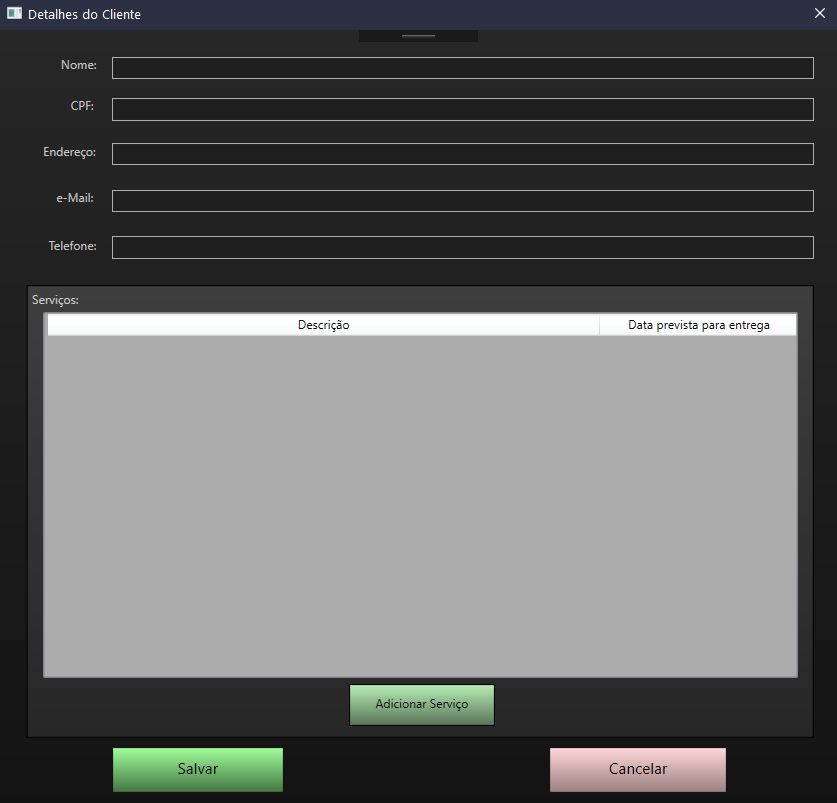 Detalhes do Cliente
Nome:
CPF:
Endereço:
e-Mail:
Telefone:
Serviços:
Descrição Data prevista para entrega
Adicionar Serviço
Salvar Cancelar